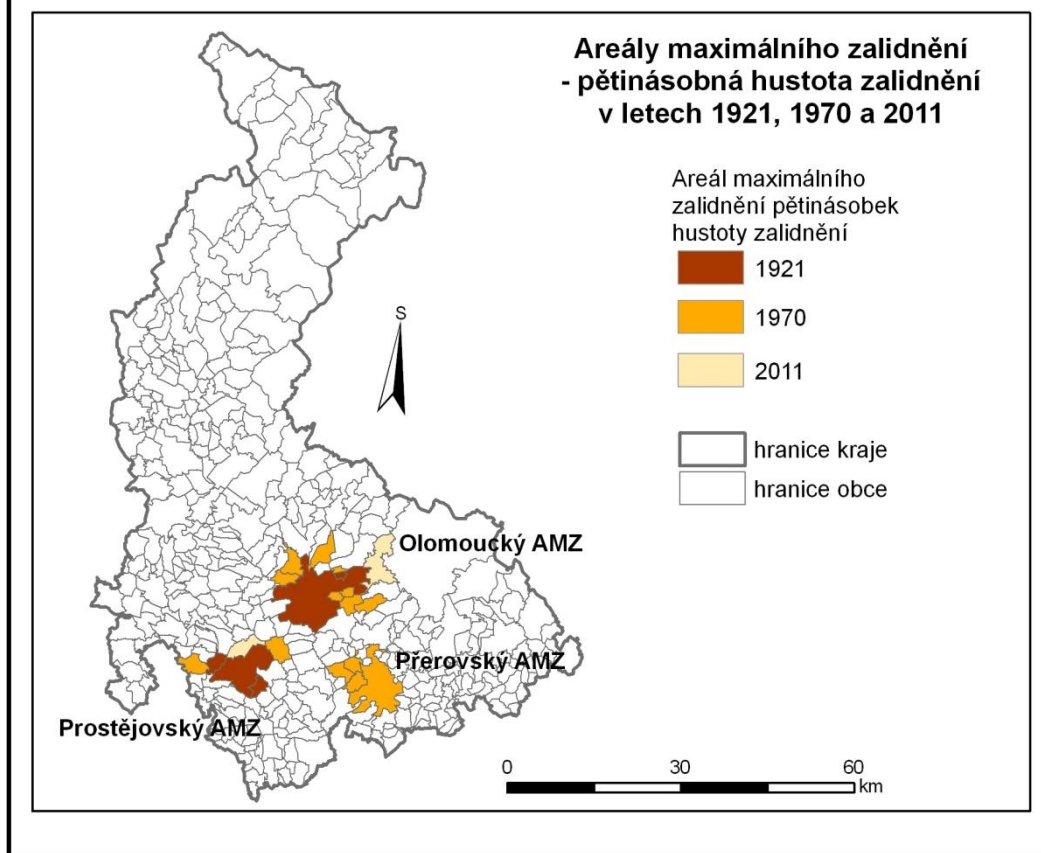 Areály maximálního zalidnění
- pětinásobná hustota zalidnění
v letech 1921, 1970 a 2011
Areál maximálního
zalidnění pětinásobek
hustoty zalidnění
1921
1970
2011
S
hranice kraje
hranice obce
Olomoucký AMZ
Přerovský AMZ
Prostějovský AMZ
0 30 60
km